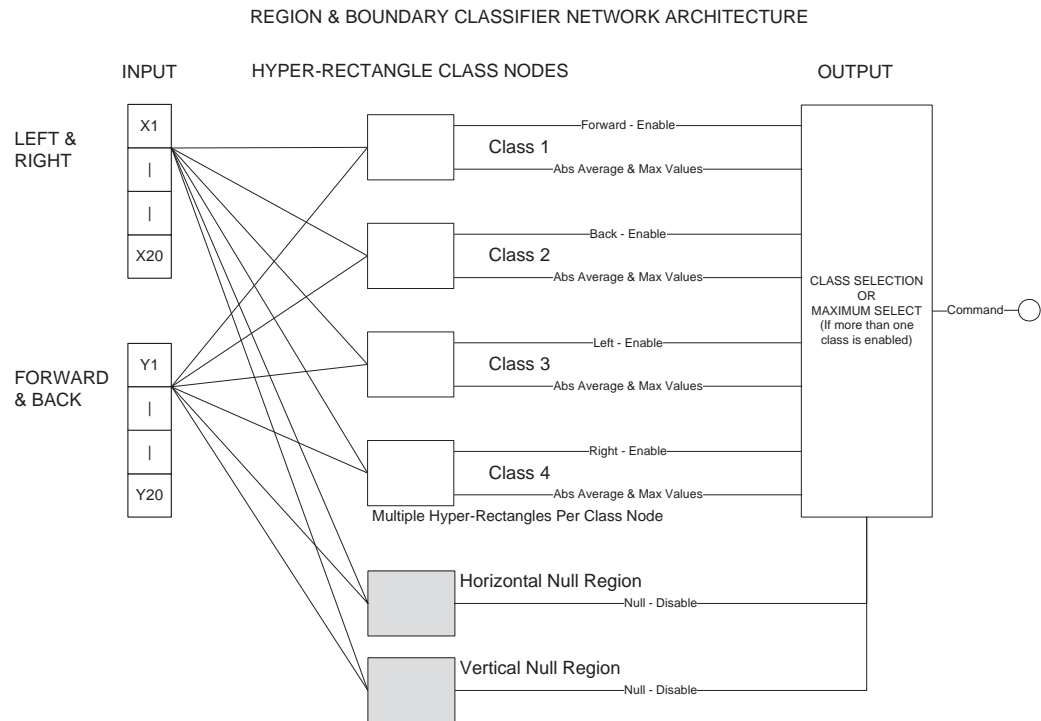 REGION & BOUNDARY CLASSIFIER NETWORK ARCHITECTURE
INPUT
HYPER-RECTANGLE CLASS NODES
OUTPUT
LEFT &
RIGHT
X1
|
|
X20
FORWARD
& BACK
Y1
|
|
Y20
Forward - Enable
Class 1
Abs Average & Max Values
Back - Enable
Class 2
Abs Average & Max Values
Left - Enable
Class 3
Abs Average & Max Values
Right - Enable
Class 4
Abs Average & Max Values
Multiple Hyper-Rectangles Per Class Node
Horizontal Null Region
Null - Disable
Vertical Null Region
Null - Disable
CLASS SELECTION
OR
MAXIMUM SELECT
(If more than one
class is enabled)
Command